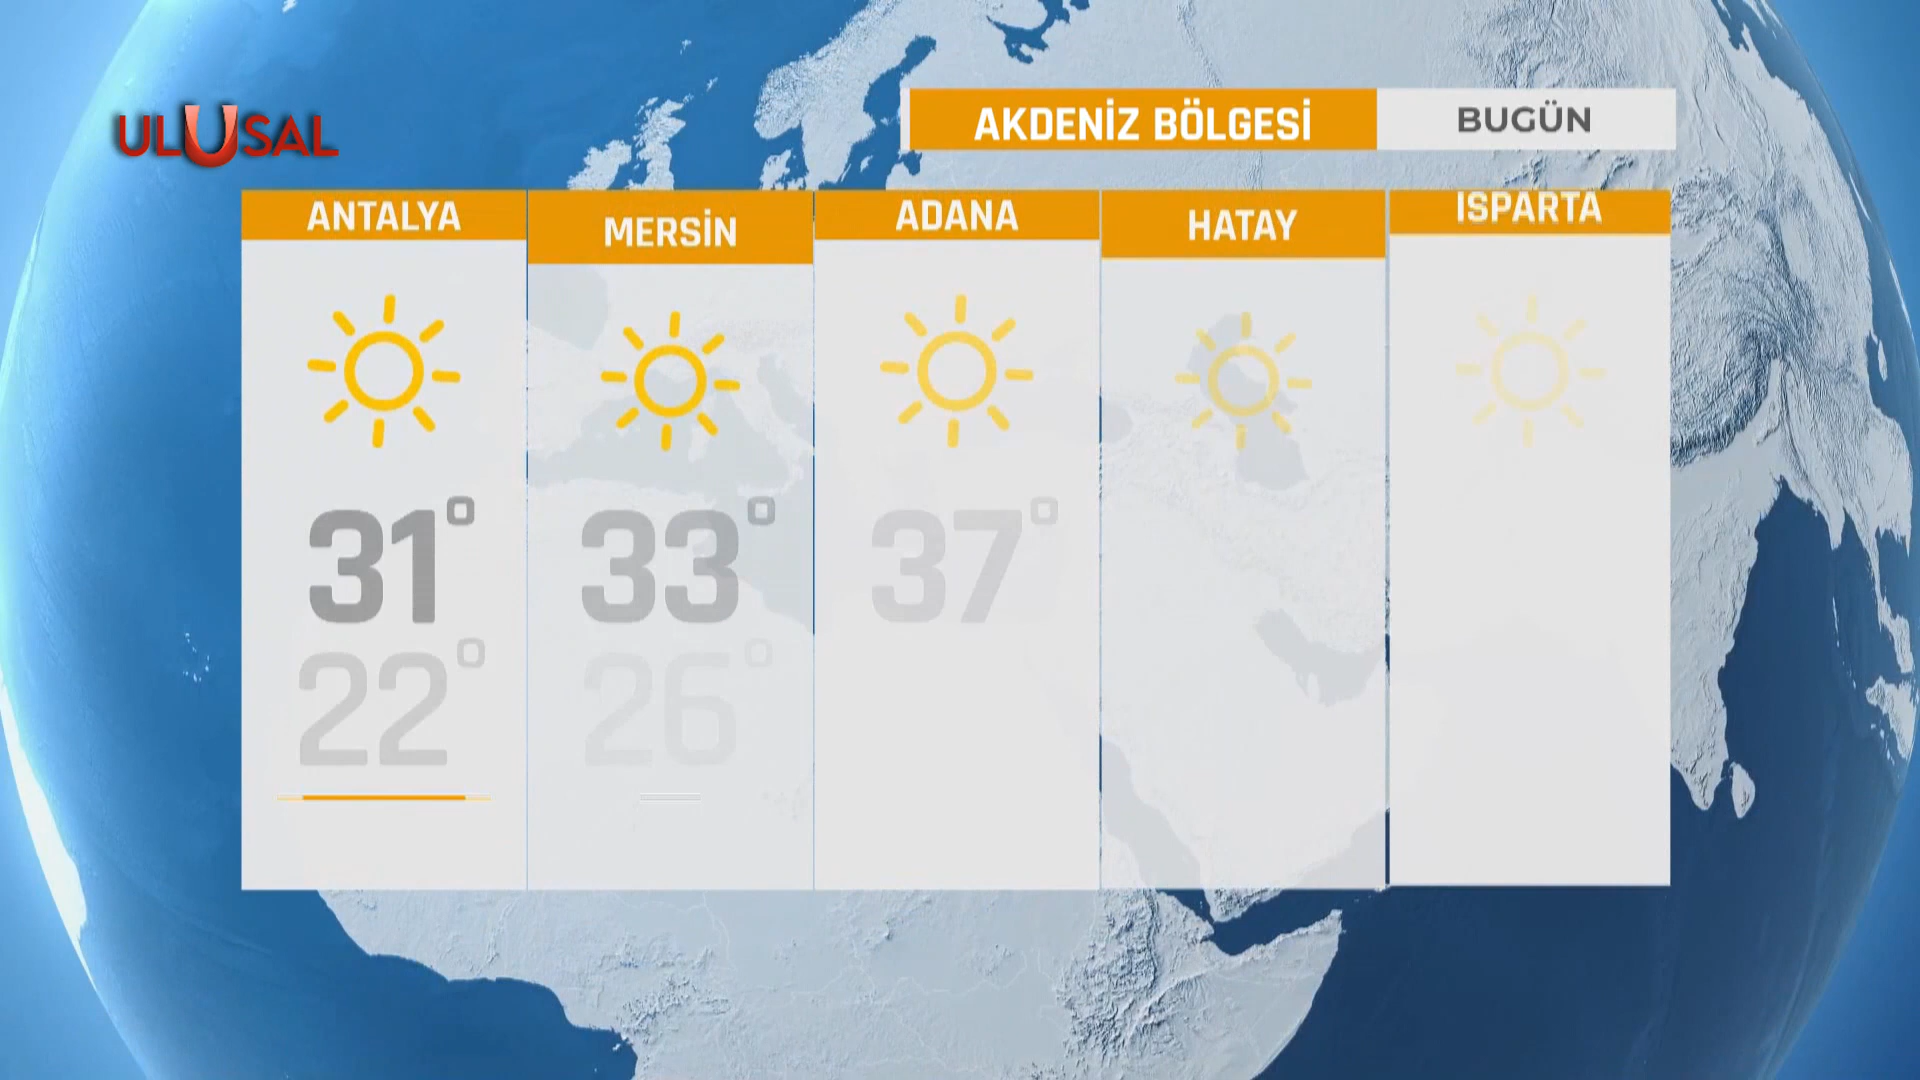 ULUSAL
AKDENİZ BÖLGESİ
BUGÜN
ANTALYA
31°
22°
MERSİN
33°
26°
ADANA
37°
HATAY
ISPARTA